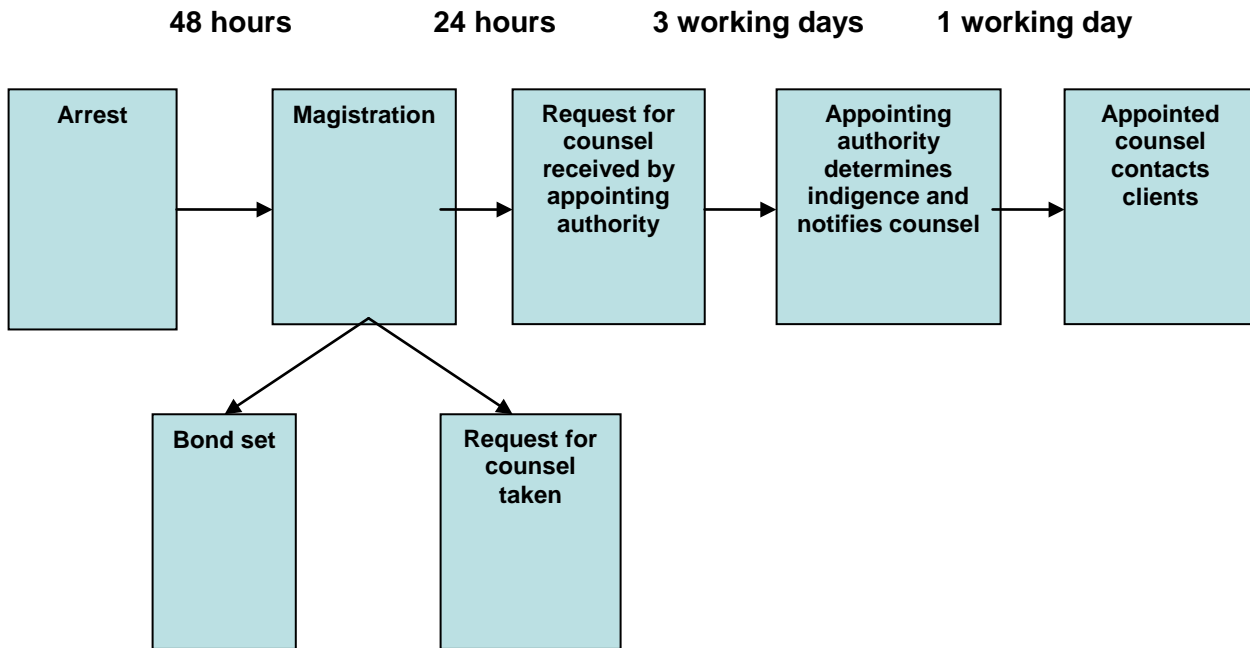 48 hours
24 hours
3 working days
1 working day
Arrest
Magistration
Request for
counsel
received by
appointing
authority
Appointing
authority
determines
indigence and
notifies counsel
Appointed
counsel
contacts
clients
Bond set
Request for
counsel
taken